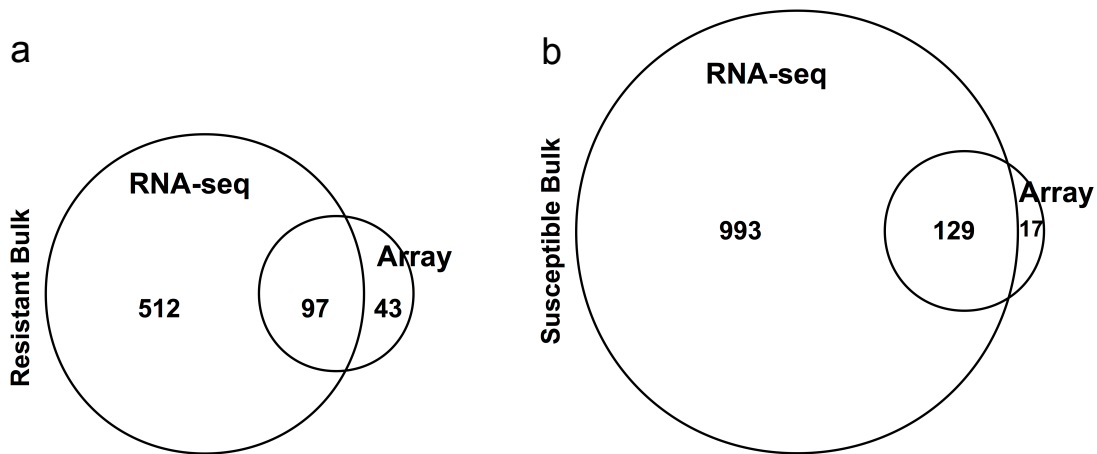 a
Resistant Bulk
RNA-seq
Array
512
97
43
b
Susceptible Bulk
RNA-seq
Array
993
129
17